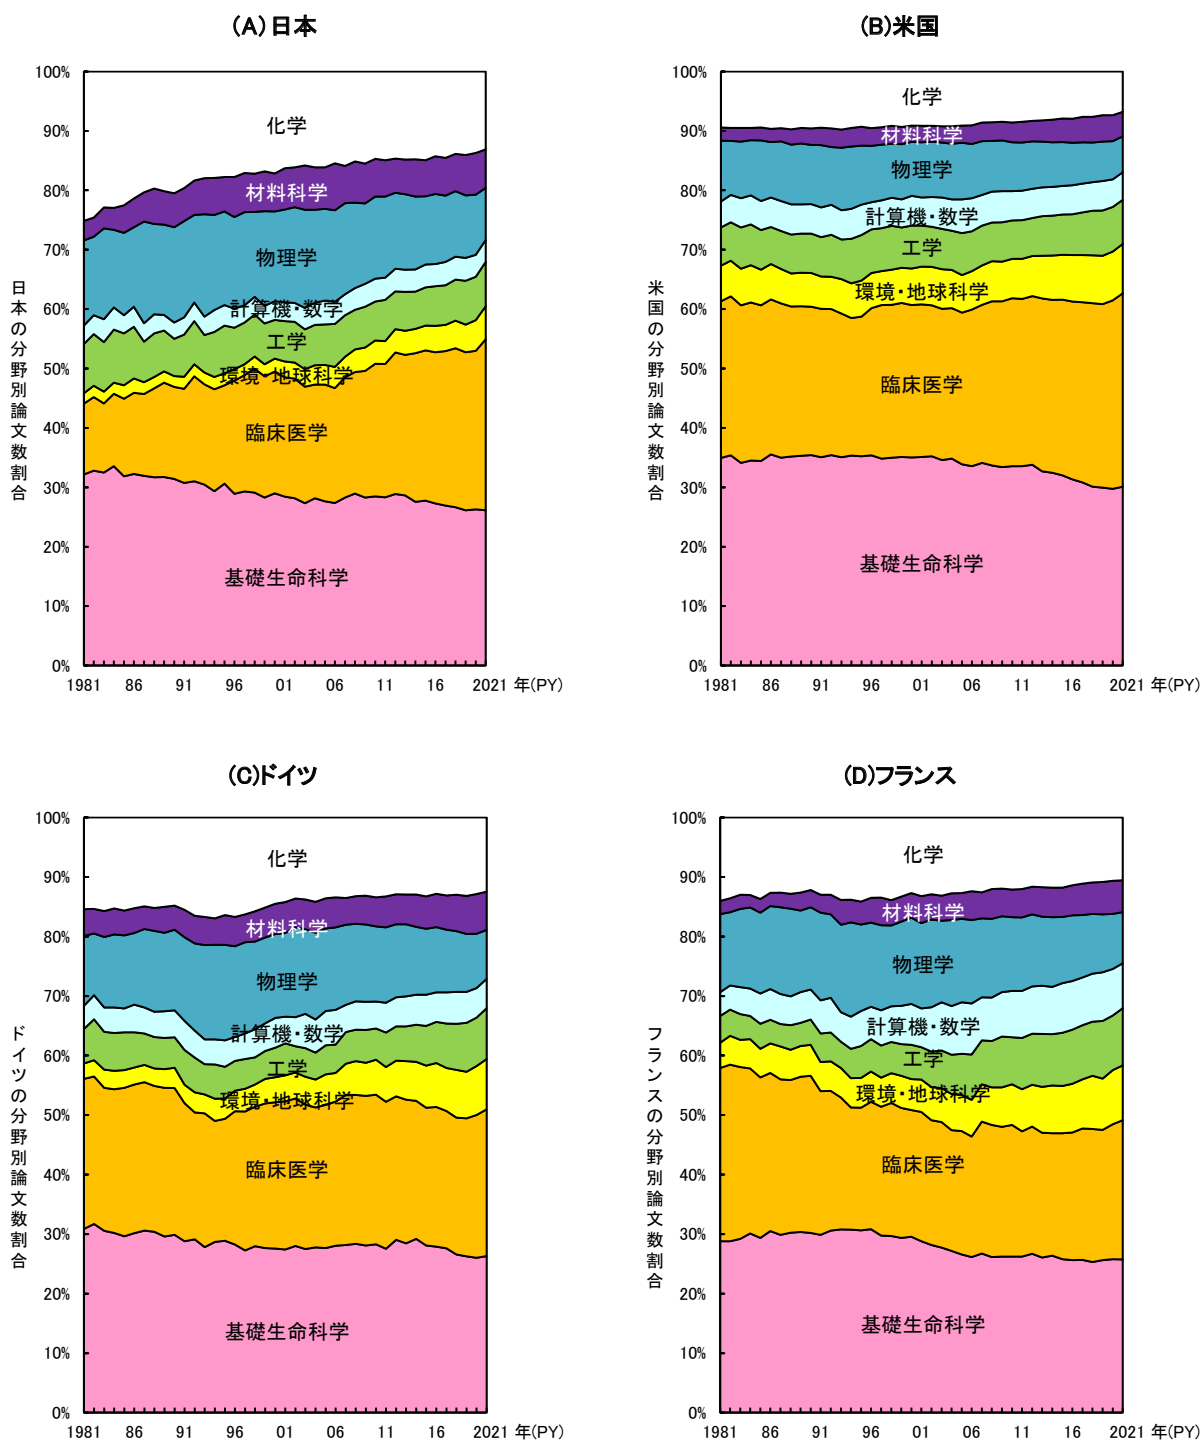 (A)日本
100%
90%
80%
70%
60%
50%
40%
30%
20%
10%
0%
日本の分野別論文数割合
化学
材料科学
物理学
計算機・数学
工学
環境・地球科学
臨床医学
基礎生命科学
1981 86 91 96 01 06 11 16 2021 年(PY)
(B)米国
100%
90%
80%
70%
60%
50%
40%
30%
20%
10%
0%
米国の分野別論文数割合
化学
材料科学
物理学
計算機・数学
工学
環境・地球科学
臨床医学
基礎生命科学
1981 86 91 96 01 06 11 16 2021 年(PY)
(C)ドイツ
100%
90%
80%
70%
60%
50%
40%
30%
20%
10%
0%
ドイツの分野別論文数割合
化学
材料科学
物理学
計算機・数学
工学
環境・地球科学
臨床医学
基礎生命科学
1981 86 91 96 01 06 11 16 2021 年(PY)
(D)フランス
100%
90%
80%
70%
60%
50%
40%
30%
20%
10%
0%
フランスの分野別論文数割合
化学
材料科学
物理学
計算機・数学
工学
環境・地球科学
臨床医学
基礎生命科学
1981 86 91 96 01 06 11 16 2021 年(PY)